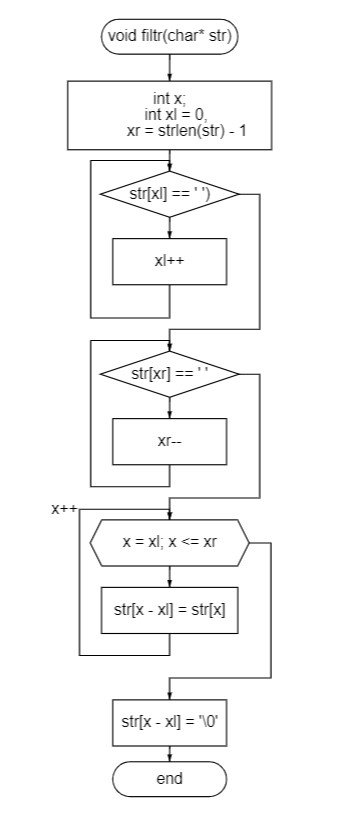 void filtr(char* str)
int x;
int xl = 0,
xr = strlen(str) - 1
str[xl] == ' ')
xl++
str[xr] == ' '
xr--
x++
x = xl; x <= xr
str[x - xl] = str[x]
str[x - xl] = '\0'
end